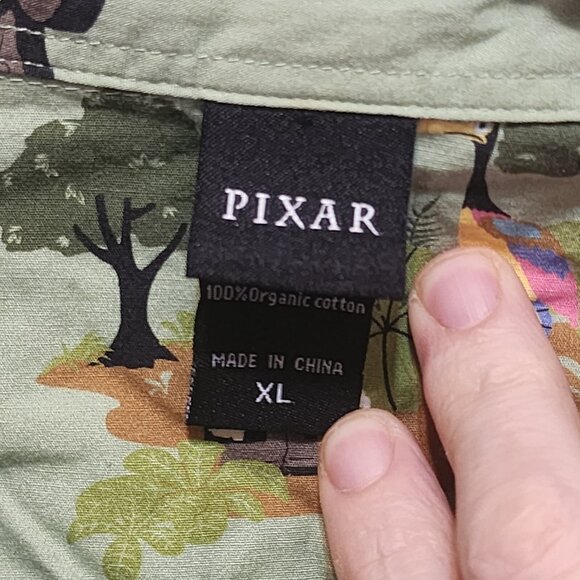 PIXAR
100%Organic cotton
MADE IN CHINA
XL